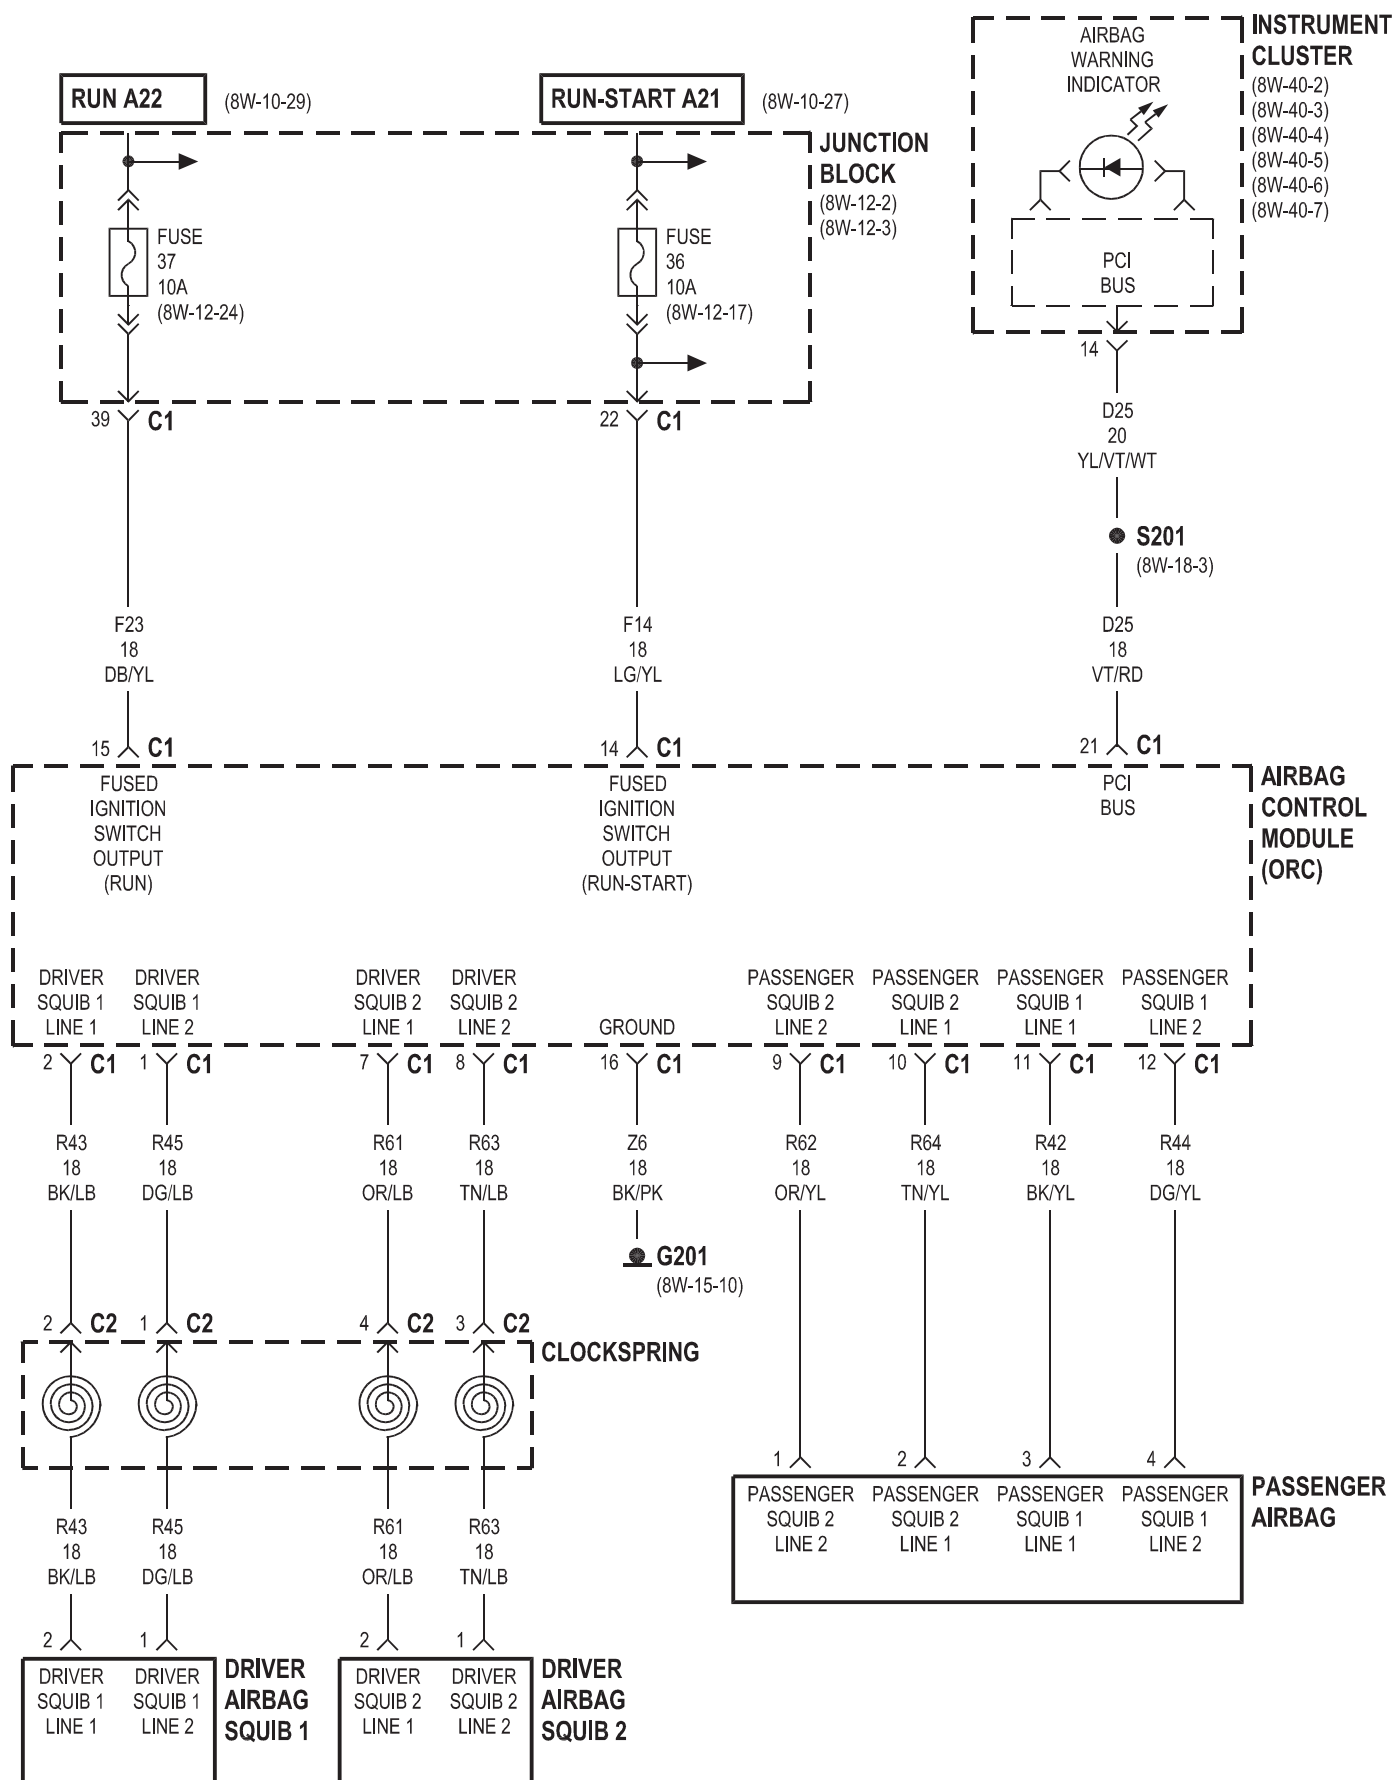 RUN A22
(8W-10-29)
RUN-START A21
(8W-10-27)
AIRBAG
WARNING
INDICATOR
INSTRUMENT
CLUSTER
(8W-40-2)
(8W-40-3)
(8W-40-4)
(8W-40-5)
(8W-40-6)
(8W-40-7)
JUNCTION
BLOCK
(8W-12-2)
(8W-12-3)
FUSE
37
10A
(8W-12-24)
FUSE
36
10A
(8W-12-17)
PCI
BUS
39 C1
22 C1
14
D25
20
YL/VT/WT
S201
(8W-18-3)
F23
18
DB/YL
F14
18
LG/YL
D25
18
VT/RD
15 C1
14 C1
21 C1
FUSED
IGNITION
SWITCH
OUTPUT
(RUN)
FUSED
IGNITION
SWITCH
OUTPUT
(RUN-START)
PCI
BUS
AIRBAG
CONTROL
MODULE
(ORC)
DRIVER
SQUIB 1
LINE 1
DRIVER
SQUIB 1
LINE 2
DRIVER
SQUIB 2
LINE 1
DRIVER
SQUIB 2
LINE 2
GROUND
PASSENGER
SQUIB 2
LINE 2
PASSENGER
SQUIB 2
LINE 1
PASSENGER
SQUIB 1
LINE 1
PASSENGER
SQUIB 1
LINE 2
2 C1
1 C1
7 C1
8 C1
16 C1
9 C1
10 C1
11 C1
12 C1
R43
18
BK/LB
R45
18
DG/LB
R61
18
OR/LB
R63
18
TN/LB
Z6
18
BK/PK
R62
18
OR/YL
R64
18
TN/YL
R42
18
BK/YL
R44
18
DG/YL
G201
(8W-15-10)
2 C2
1 C2
4 C2
3 C2
CLOCKSPRING
1
2
3
4
PASSENGER
SQUIB 2
LINE 2
PASSENGER
SQUIB 2
LINE 1
PASSENGER
SQUIB 1
LINE 1
PASSENGER
SQUIB 1
LINE 2
PASSENGER
AIRBAG
R43
18
BK/LB
R45
18
DG/LB
R61
18
OR/LB
R63
18
TN/LB
2
1
2
1
DRIVER
SQUIB 1
LINE 1
DRIVER
SQUIB 1
LINE 2
DRIVER
AIRBAG
SQUIB 1
DRIVER
SQUIB 2
LINE 1
DRIVER
SQUIB 2
LINE 2
DRIVER
AIRBAG
SQUIB 2